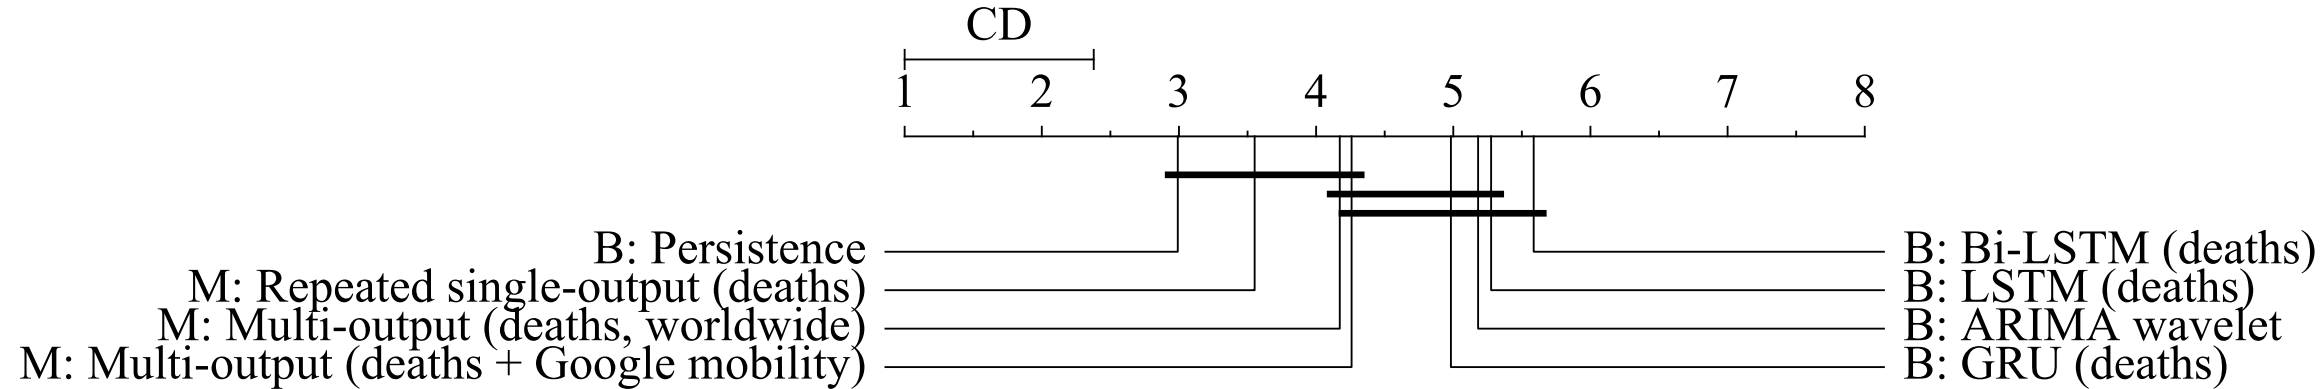 CD
1 2 3 4 5 6 7 8
B: Persistence
M: Repeated single-output (deaths)
M: Multi-output (deaths, worldwide)
M: Multi-output (deaths + Google mobility)
B: Bi-LSTM (deaths)
B: LSTM (deaths)
B: ARIMA wavelet
B: GRU (deaths)